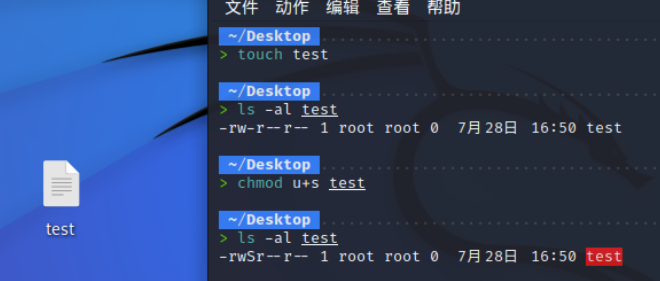 文件 动作 编辑 查看 帮助
~/Desktop
> touch test
~/Desktop
> ls -al test
-rw-r--r-- 1 root root 0 7月28日 16:50 test
~/Desktop
> chmod u+s test
~/Desktop
> ls -al test
-rwSr--r-- 1 root root 0 7月28日 16:50 test
test